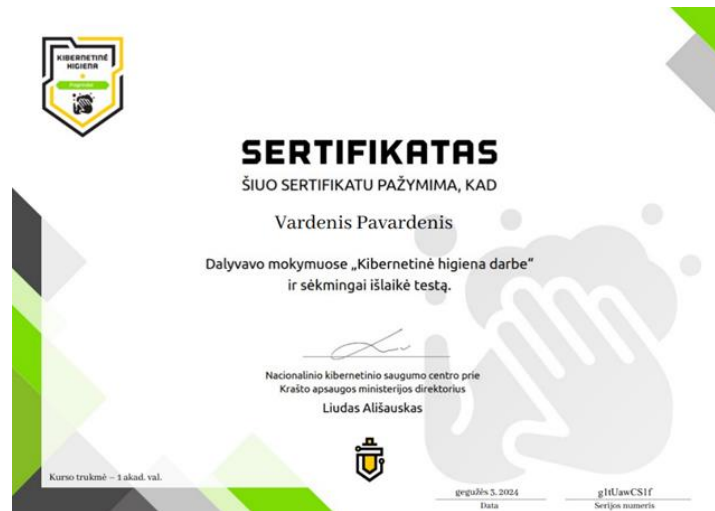 KIBERNETINĖ
HIGIENA
Pagrindai
SERTIFIKATAS
ŠIUO SERTIFIKATU PAŽYMIMA, KAD
Vardenis Pavardenis
Dalyvavo mokymuose „Kibernetinė higiena darbe“
ir sėkmingai išlaikė testą.
Nacionalinio kibernetinio saugumo centro prie
Krašto apsaugos ministerijos direktorius
Liudas Ališauskas
Kurso trukmė – 1 akad. val.
gegužės 3, 2024
Data
g1tUawCS1f
Serijos numeris